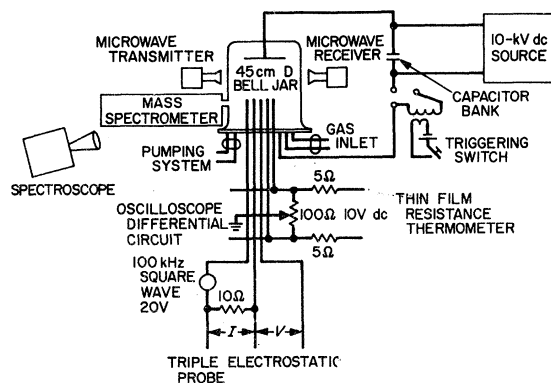 MICROWAVE
TRANSMITTER
45cm D
BELL JAR
MICROWAVE
RECEIVER
10-kV dc
SOURCE
CAPACITOR
BANK
MASS
SPECTROMETER
GAS
INLET
TRIGGERING
SWITCH
PUMPING
SYSTEM
SPECTROSCOPE
5Ω
OSCILLOSCOPE
DIFFERENTIAL
CIRCUIT
100Ω 10V dc
THIN FILM
RESISTANCE
THERMOMETER
5Ω
100 kHz
SQUARE
WAVE
20V
10Ω
I
V
TRIPLE ELECTROSTATIC
PROBE